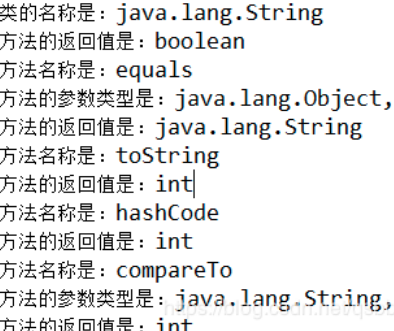 类的名称是：java.lang.String
方法的返回值是：boolean
方法名称是：equals
方法的参数类型是：java.lang.Object,
方法的返回值是：java.lang.String
方法名称是：toString
方法的返回值是：int
方法名称是：hashCode
方法的返回值是：int
方法名称是：compareTo
方法的参数类型是：java.lang.String,
方法的返回值是：int